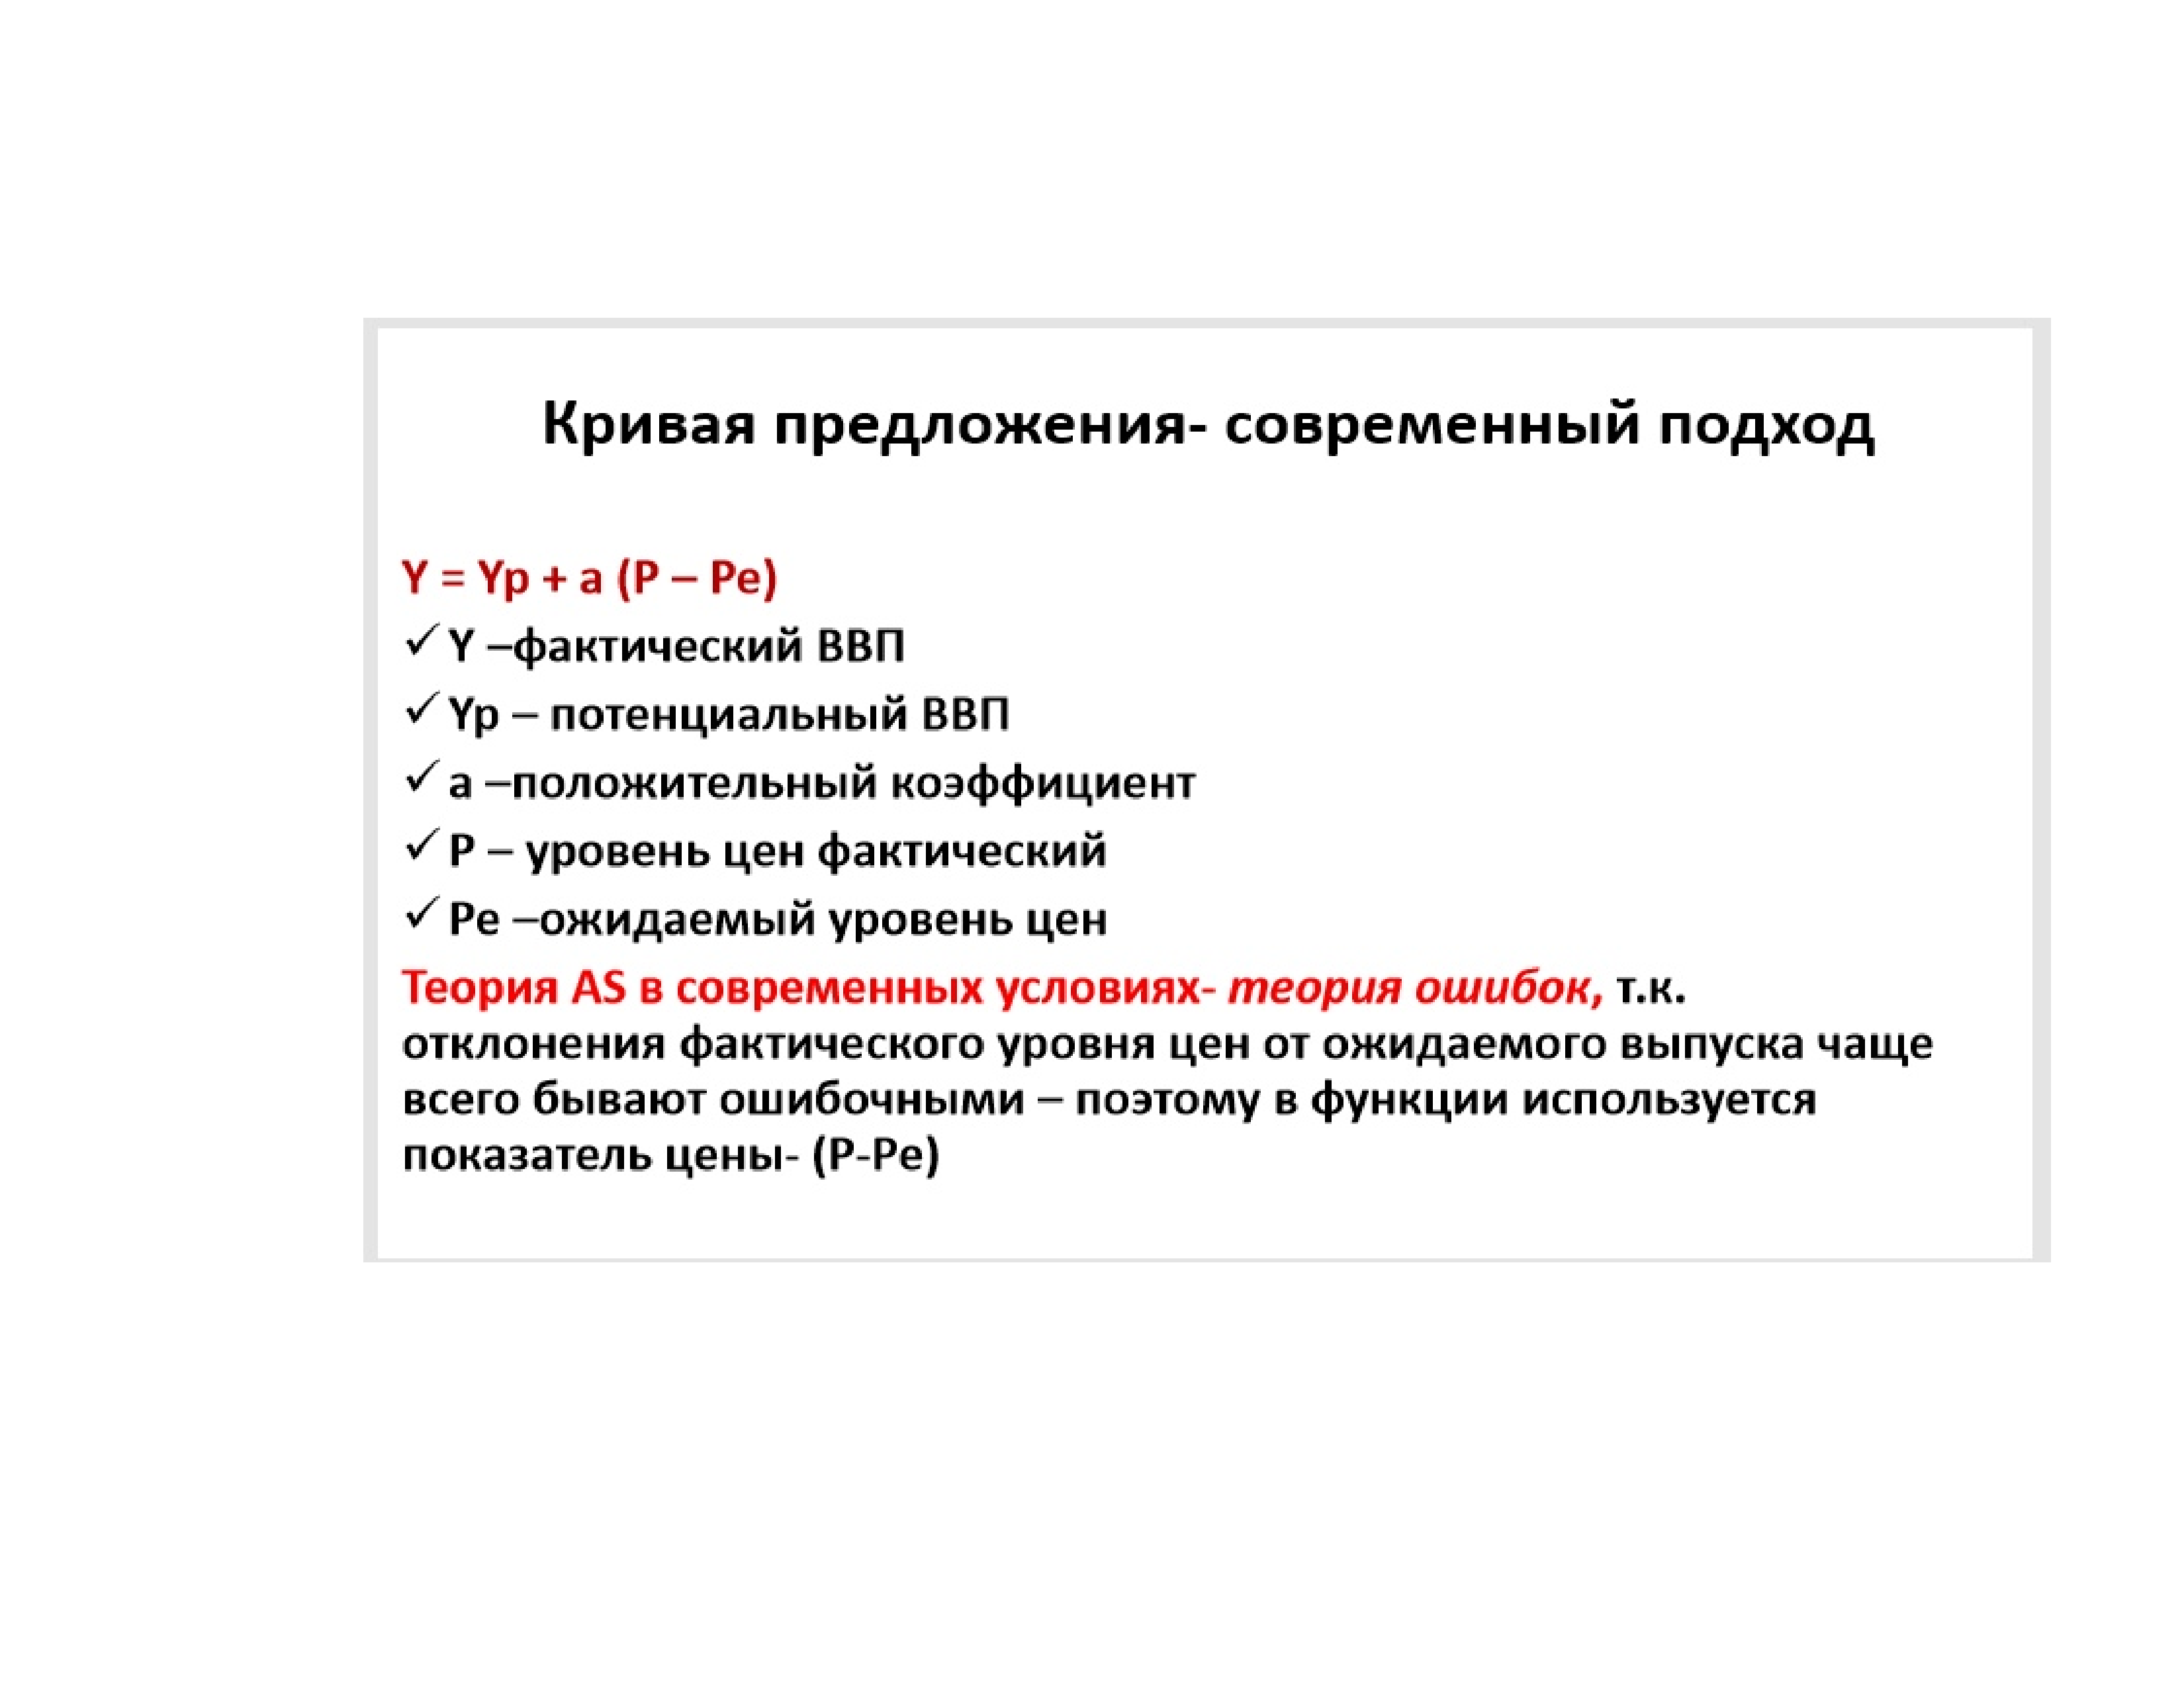 Кривая предложения- современный подход
Y = Yp + a (P – Pe)
✓ Y –фактический ВВП
✓ Yp – потенциальный ВВП
✓ a –положительный коэффициент
✓ P – уровень цен фактический
✓ Pe –ожидаемый уровень цен
Теория AS в современных условиях- теория ошибок, т.к.
отклонения фактического уровня цен от ожидаемого выпуска чаще
всего бывают ошибочными – поэтому в функции используется
показатель цены- (P-Pe)